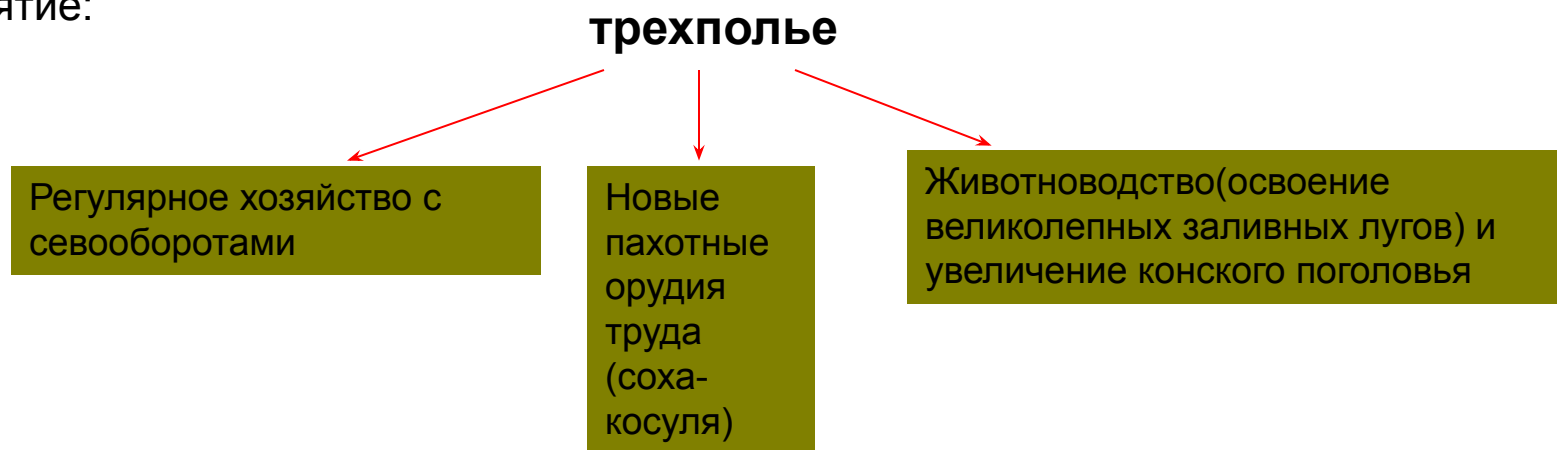 трехполье
Регулярное хозяйство с
севооборотами
Новые
пахотные
орудия
труда
(соха-
косуля)
Животноводство(освоение
великолепных заливных лугов) и
увеличение конского поголовья